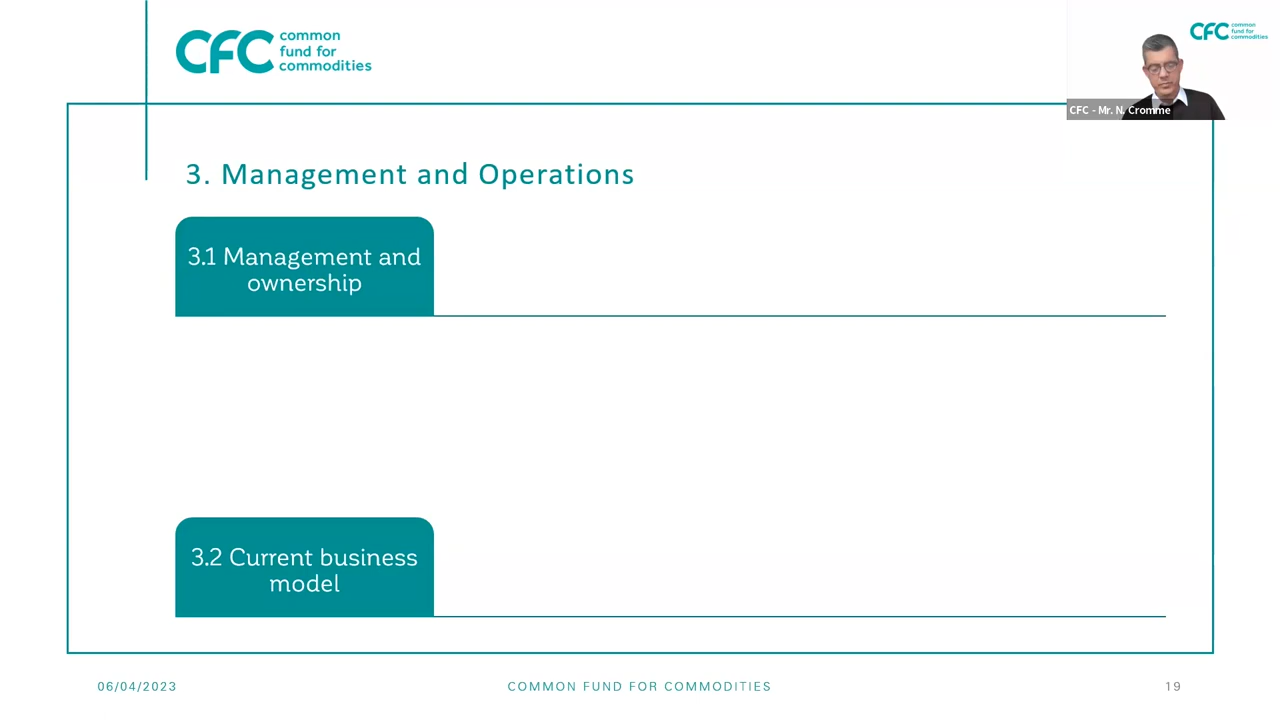 CFC common
fund for
commodities
CFC common
fund for
commodities
CFC - Mr. N. Cromme
3. Management and Operations
3.1 Management and
ownership
3.2 Current business
model
06/04/2023 COMMON FUND FOR COMMODITIES 19